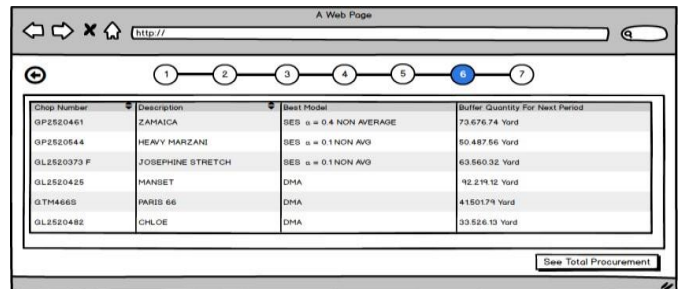 A Web Page
http://
1 2 3 4 5 6 7
Chop Number Description Best Model Buffer Quantity For Next Period
GP2520461 ZAMAICA SES α = 0.4 NON AVERAGE 73.676.74 Yard
GP2520544 HEAVY MARZANI SES α = 0.1 NON AVG 50.487.56 Yard
GL2520373 F JOSEPHINE STRETCH SES α = 0.1 NON AVG 63.560.32 Yard
GL2520425 MANSET DMA 92.219.12 Yard
GTM466S PARIS 66 DMA 41.501.79 Yard
GL2520482 CHLOE DMA 33.526.13 Yard
See Total Procurement